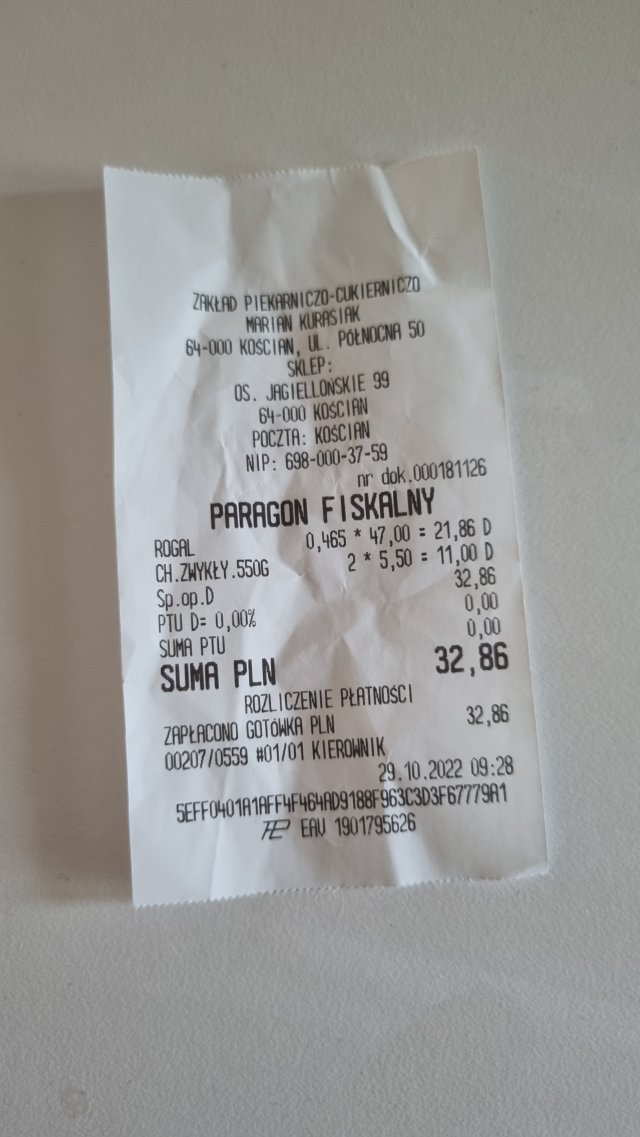 ZAKŁAD PIEKARNICZO-CUKIERNICZO
MARIAN KURASIAK
64-000 KOŚCIAN, UL. PÓŁNOCNA 50
SKLEP:
OS. JAGIELLOŃSKIE 99
64-000 KOŚCIAN
POCZTA: KOŚCIAN
NIP: 698-000-37-59
nr dok.000181126
PARAGON FISKALNY
ROGAL 0,465 * 47,00 = 21,86 D
CH.ZWYKŁY.550G 2 * 5,50 = 11,00 D
Sp.op.D 32,86
PTU D= 0,00% 0,00
SUMA PTU 0,00
SUMA PLN 32,86
ROZLICZENIE PŁATNOŚCI
ZAPŁACONO GOTÓWKA PLN 32,86
00207/0559 #01/01 KIEROWNIK
29.10.2022 09:28
5EFF0401A1AFF4F464AD9188F963C3D3F67779A1
EAV 1901795626